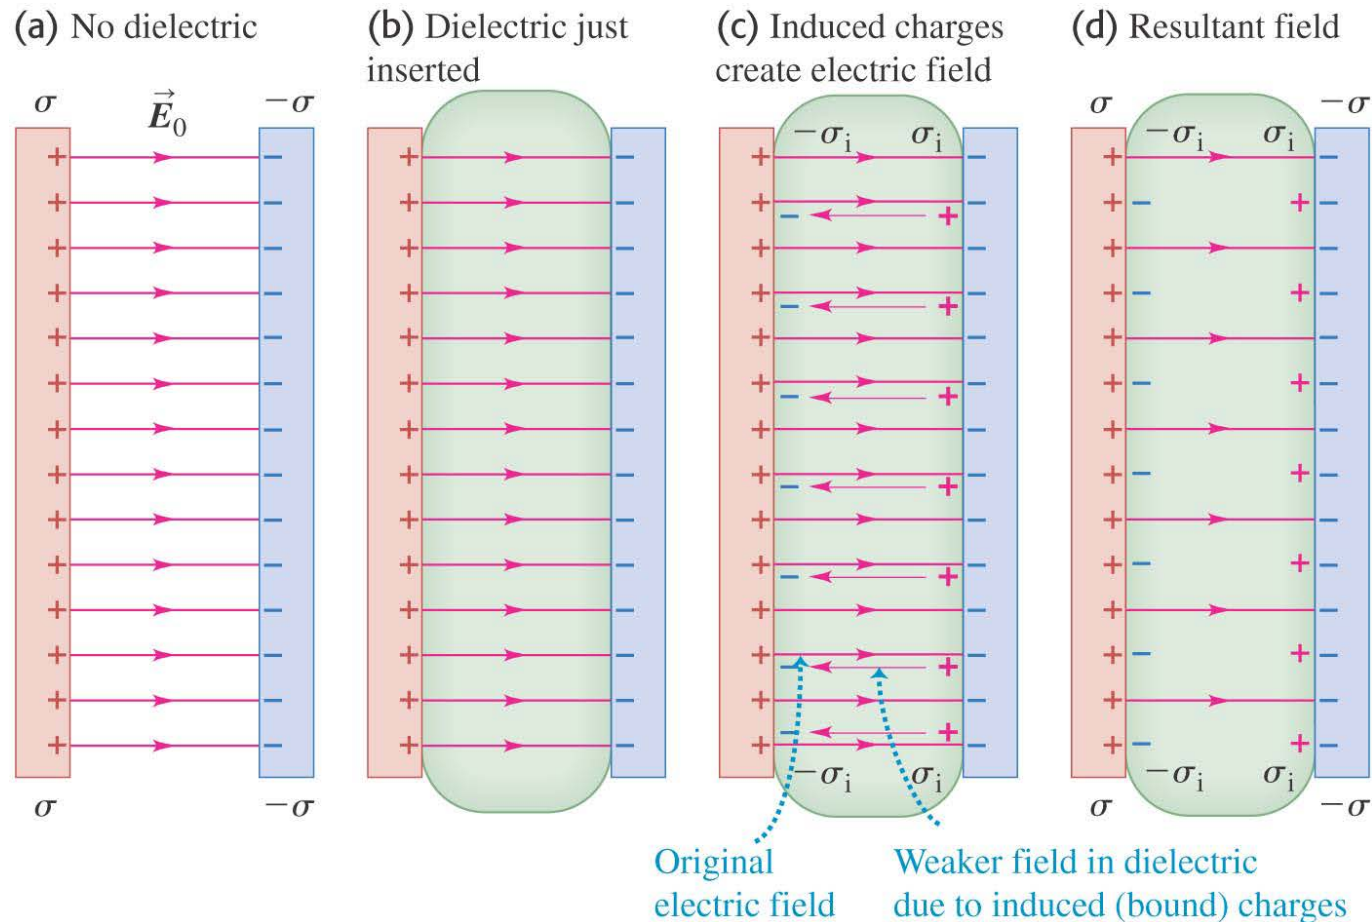 (a) No dielectric
(b) Dielectric just
inserted
(c) Induced charges
create electric field
(d) Resultant field
σ
E⃗₀
−σ
σ
−σ
−σᵢ
σᵢ
−σᵢ
σᵢ
σ
−σ
−σᵢ
σᵢ
−σᵢ
σᵢ
σ
−σ
Original
electric field
Weaker field in dielectric
due to induced (bound) charges